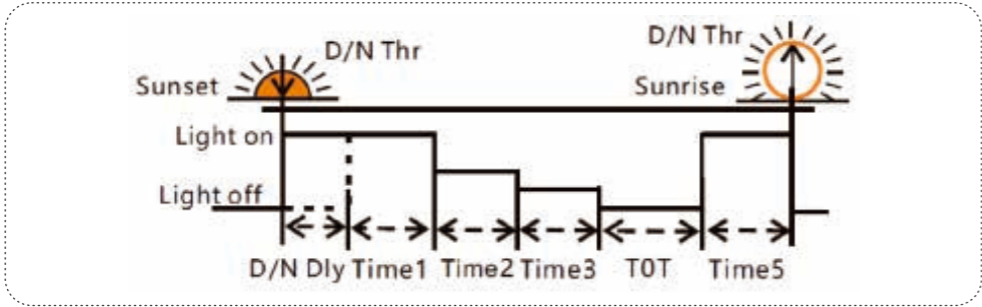 D/N Thr
D/N Thr
Sunset
Sunrise
Light on
Light off
D/N Dly Time1 Time2 Time3 T0T Time5